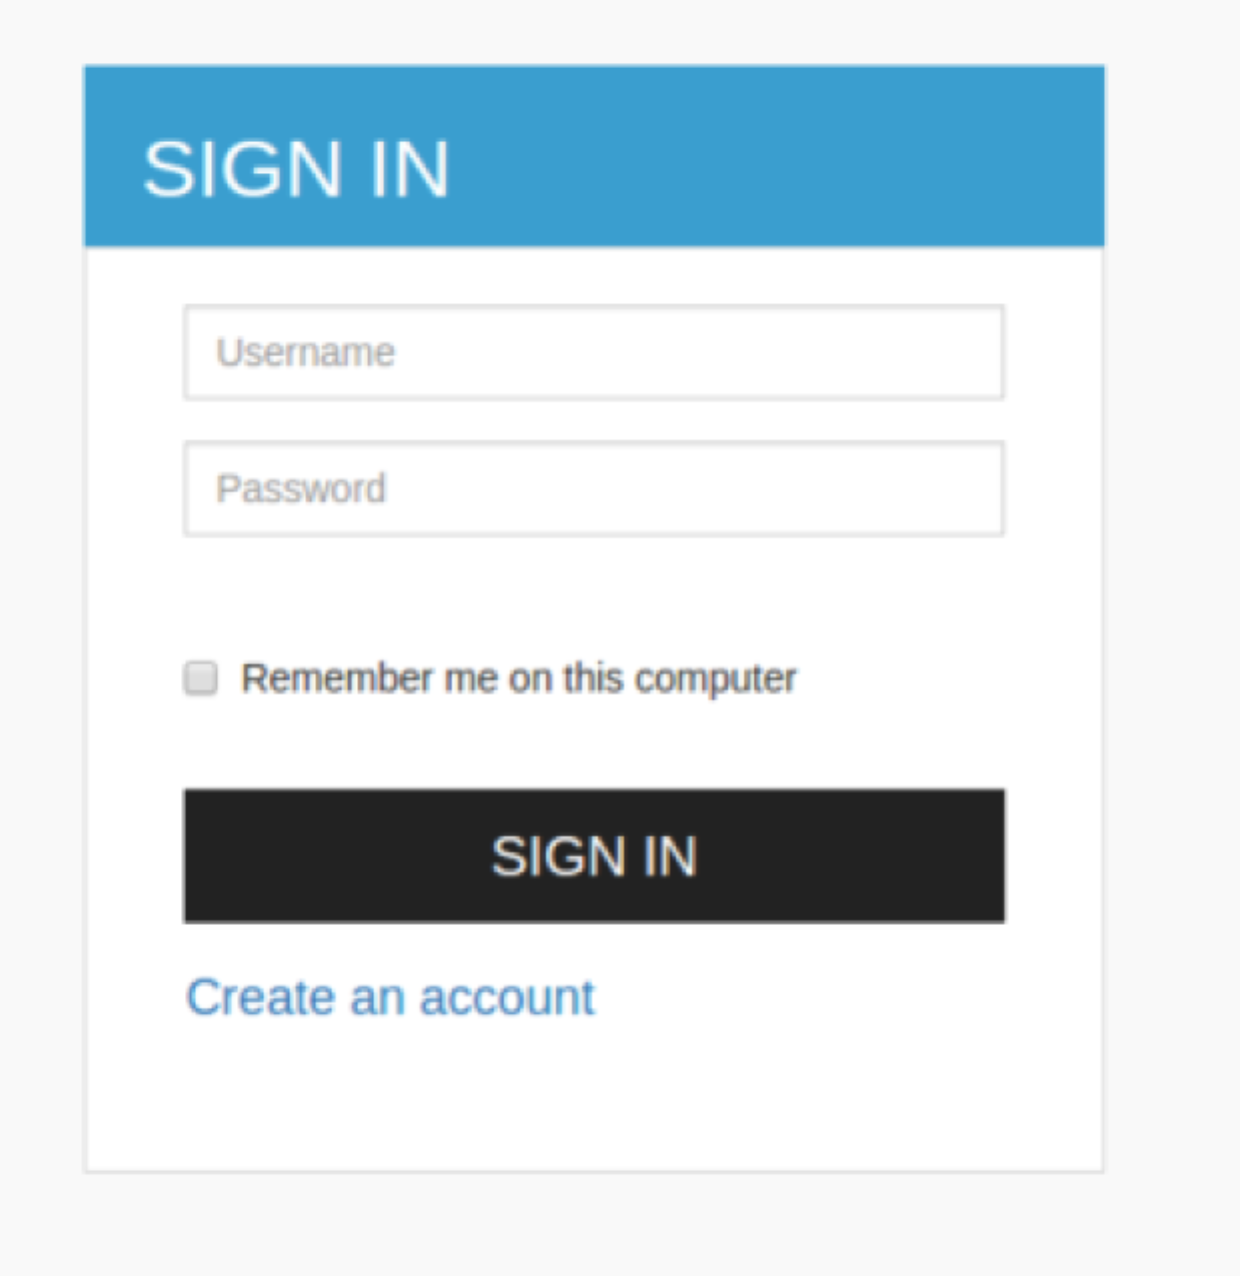 SIGN IN
Username
Password
Remember me on this computer
SIGN IN
Create an account